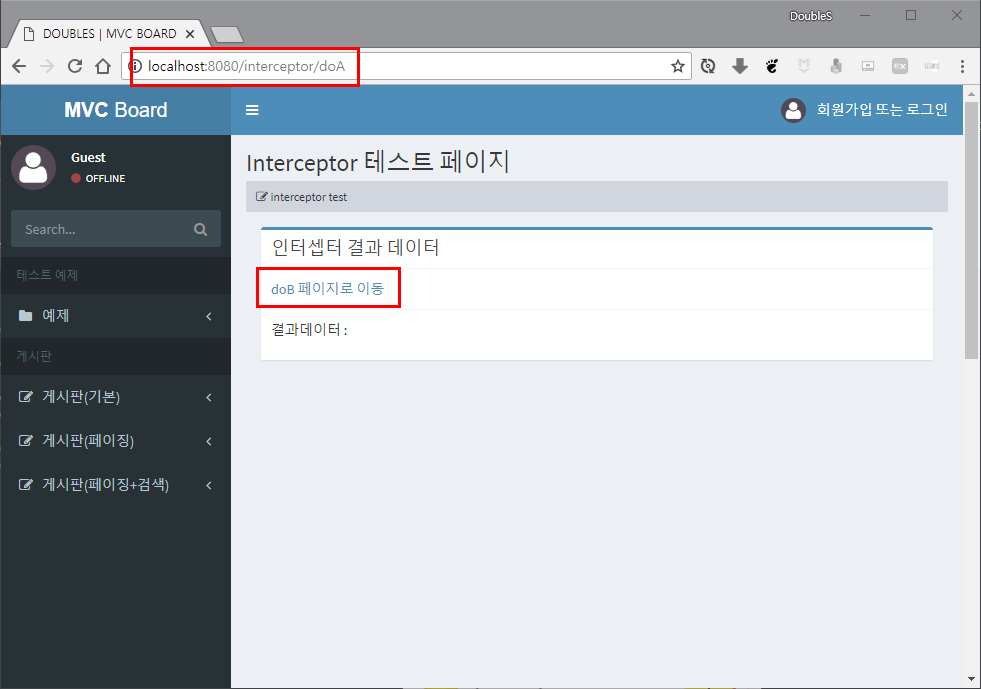 DoubleS
DOUBLES | MVC BOARD
localhost:8080/interceptor/doA
MVC Board
회원가입 또는 로그인
Guest
OFFLINE
Search...
테스트 예제
예제
게시판
게시판(기본)
게시판(페이징)
게시판(페이징+검색)
Interceptor 테스트 페이지
interceptor test
인터셉터 결과 데이터
doB 페이지로 이동
결과데이터 :